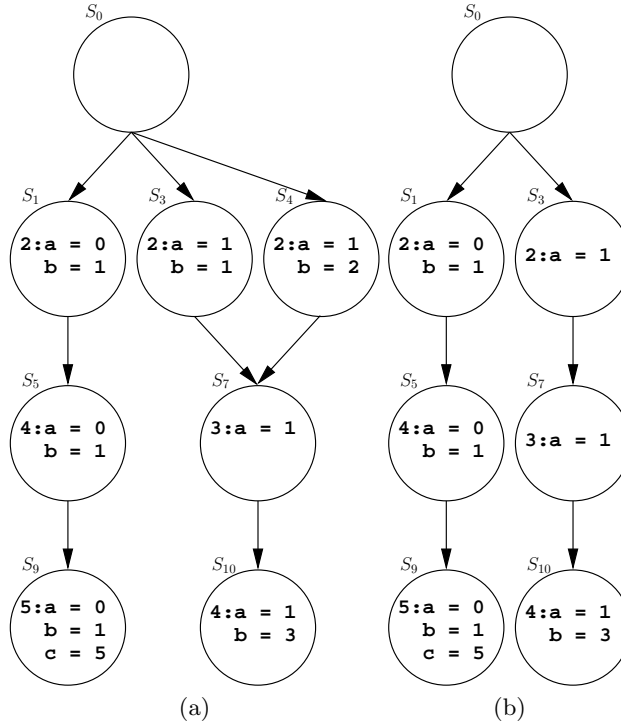 S0
S0
S1
S3
S4
S1
S3
2:a = 0
b = 1
2:a = 1
b = 1
2:a = 1
b = 2
2:a = 0
b = 1
2:a = 1
S5
S7
S5
S7
4:a = 0
b = 1
3:a = 1
4:a = 0
b = 1
3:a = 1
S9
S10
S9
S10
5:a = 0
b = 1
c = 5
4:a = 1
b = 3
5:a = 0
b = 1
c = 5
4:a = 1
b = 3
(a)
(b)